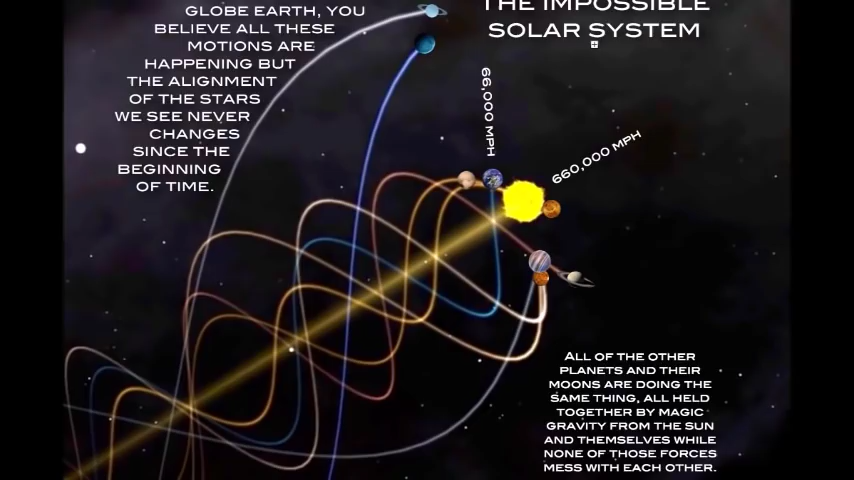 GLOBE EARTH, YOU
BELIEVE ALL THESE
MOTIONS ARE
HAPPENING BUT
THE ALIGNMENT
OF THE STARS
WE SEE NEVER
CHANGES
SINCE THE
BEGINNING
OF TIME.
THE IMPOSSIBLE
SOLAR SYSTEM
66,000 MPH
660,000 MPH
ALL OF THE OTHER
PLANETS AND THEIR
MOONS ARE DOING THE
SAME THING, ALL HELD
TOGETHER BY MAGIC
GRAVITY FROM THE SUN
AND THEMSELVES WHILE
NONE OF THOSE FORCES
MESS WITH EACH OTHER.